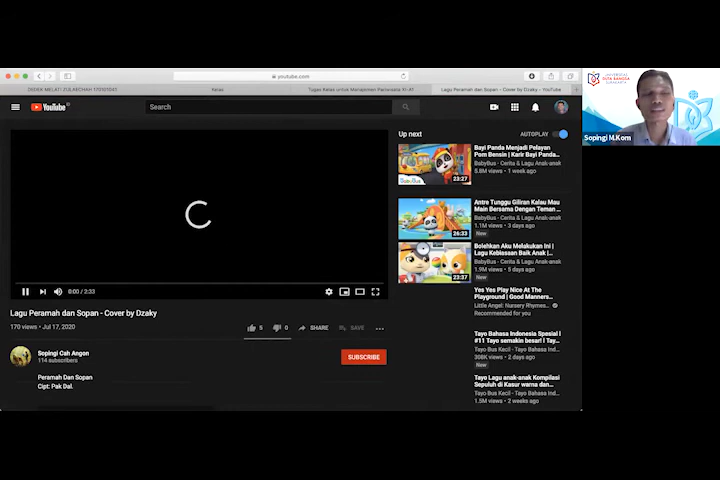 youtube.com
Kelas
Tugas Kelas untuk Manajemen Pariwisata XI-A1
Lagu Peramah dan Sopan - Cover by Dzaky - YouTube
YouTube
Search
UNIVERSITAS
DUTA BANGSA
SURAKARTA
Sopingi M.Kom
Up next
AUTOPLAY
Bayi Panda Menjadi Pelayan
Pom Bensin | Karir Bayi Panda...
BabyBus - Cerita & Lagu Anak-anak
5.8M views • 1 week ago
BabyBus
23:27
Antre Tunggu Giliran Kalau Mau
Main Bersama Dengan Teman ...
BabyBus - Cerita & Lagu Anak-anak
1.1M views • 3 days ago
New
26:33
Bolehkan Aku Melakukan Ini |
Lagu Kebiasaan Baik Anak |...
BabyBus - Cerita & Lagu Anak-anak
1.9M views • 5 days ago
New
23:37
Yes Yes Play Nice At The
Playground | Good Manners...
Little Angel: Nursery Rhymes...
Recommended for you
Tayo Bahasa Indonesia Spesial l
#11 Tayo semakin besar! l Tay...
Tayo Bus Kecil - Tayo Bahasa Ind...
308K views • 2 days ago
New
Tayo Lagu anak-anak Kompilasi
Sepuluh di Kasur warna dan...
Tayo Bus Kecil - Tayo Bahasa Ind...
1.5M views • 2 weeks ago
0:00 / 2:33
Lagu Peramah dan Sopan - Cover by Dzaky
170 views • Jul 17, 2020
5
0
SHARE
SAVE
Sopingi Cah Angon
114 subscribers
SUBSCRIBE
Peramah Dan Sopan
Cipt: Pak Dal.